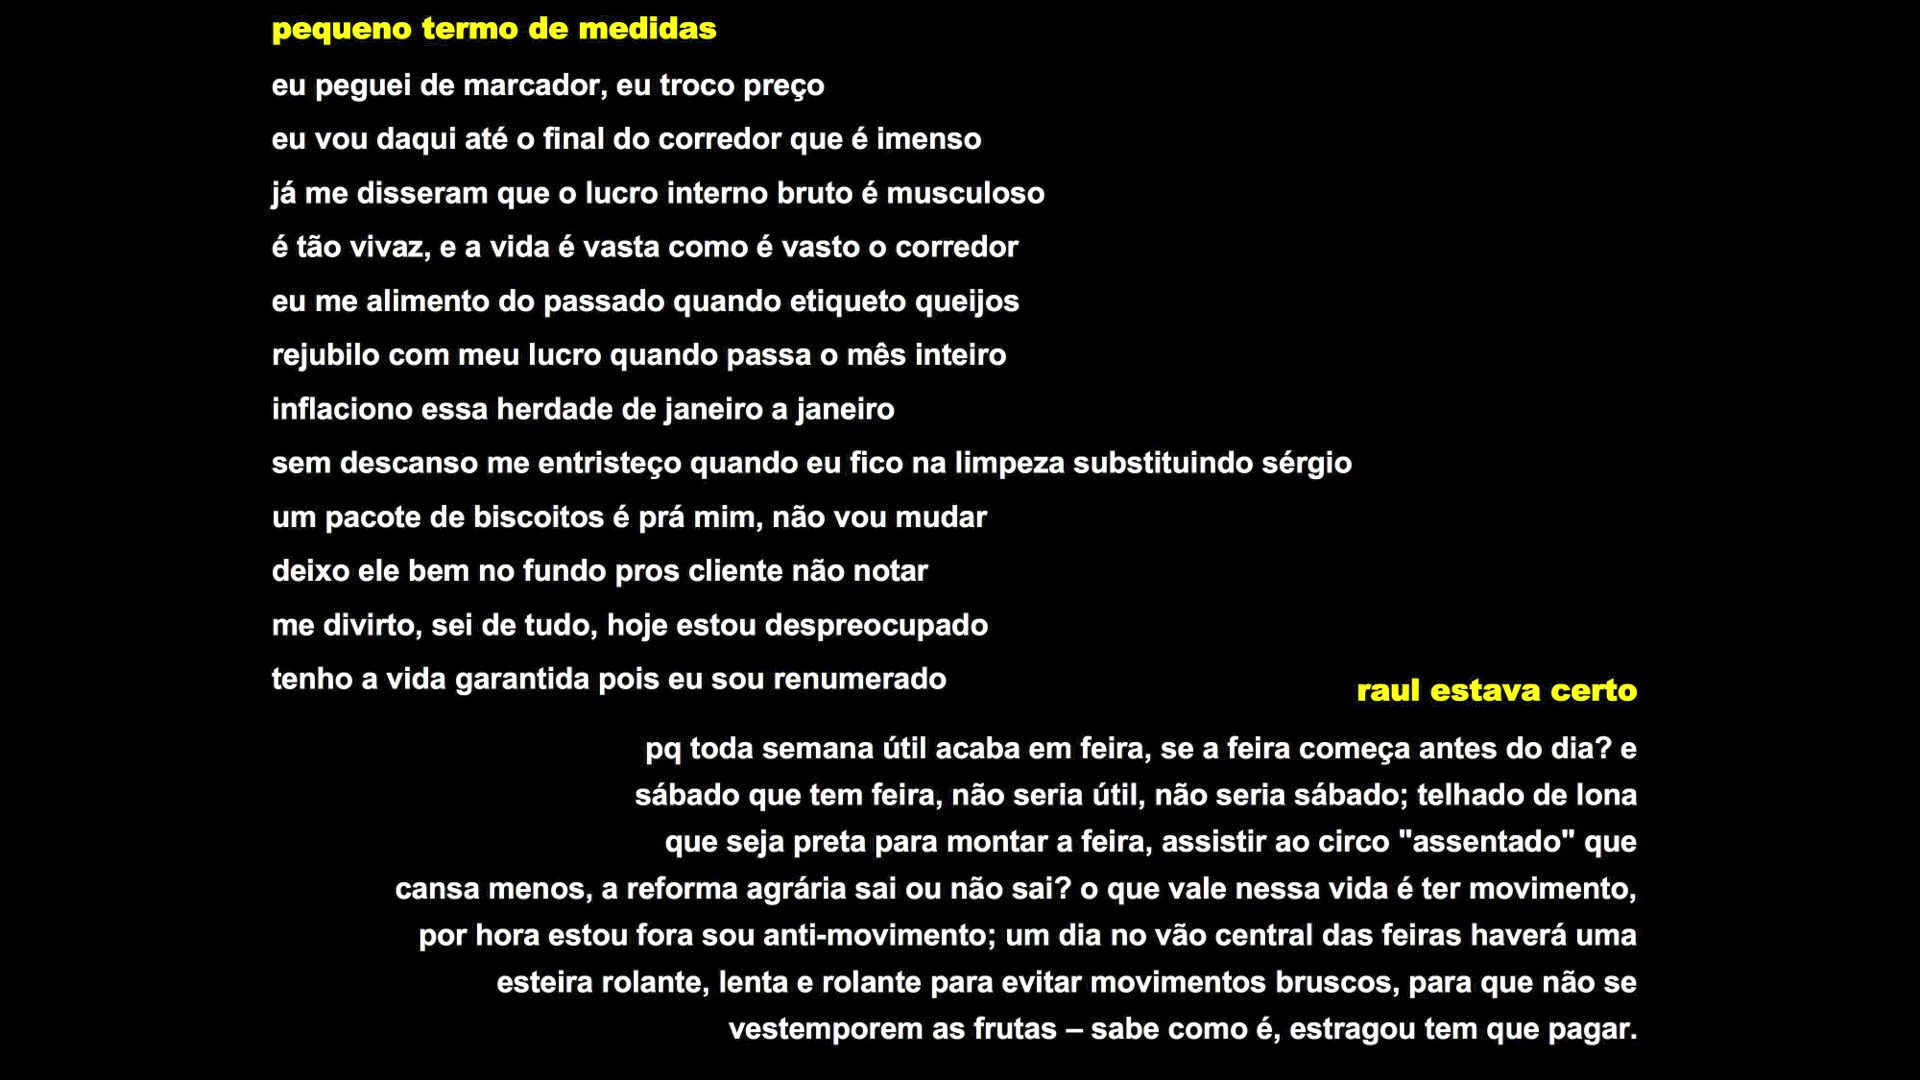 pequeno termo de medidas
eu peguei de marcador, eu troco preço
eu vou daqui até o final do corredor que é imenso
já me disseram que o lucro interno bruto é musculoso
é tão vivaz, e a vida é vasta como é vasto o corredor
eu me alimento do passado quando etiqueto queijos
rejubilo com meu lucro quando passa o mês inteiro
inflaciono essa herdade de janeiro a janeiro
sem descanso me entristeço quando eu fico na limpeza substituindo sérgio
um pacote de biscoitos é prá mim, não vou mudar
deixo ele bem no fundo pros cliente não notar
me divirto, sei de tudo, hoje estou despreocupado
tenho a vida garantida pois eu sou renumerado
raul estava certo
pq toda semana útil acaba em feira, se a feira começa antes do dia? e
sábado que tem feira, não seria útil, não seria sábado; telhado de lona
que seja preta para montar a feira, assistir ao circo "assentado" que
cansa menos, a reforma agrária sai ou não sai? o que vale nessa vida é ter movimento,
por hora estou fora sou anti-movimento; um dia no vão central das feiras haverá uma
esteira rolante, lenta e rolante para evitar movimentos bruscos, para que não se
vestemporem as frutas – sabe como é, estragou tem que pagar.